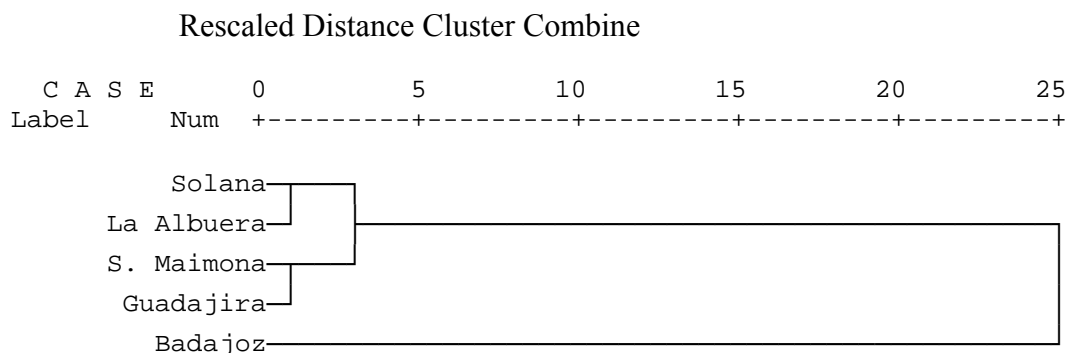 Rescaled Distance Cluster Combine
C A S E 0 5 10 15 20 25
Label Num +---------+---------+---------+---------+---------+
Solana
La Albuera
S. Maimona
Guadajira
Badajoz